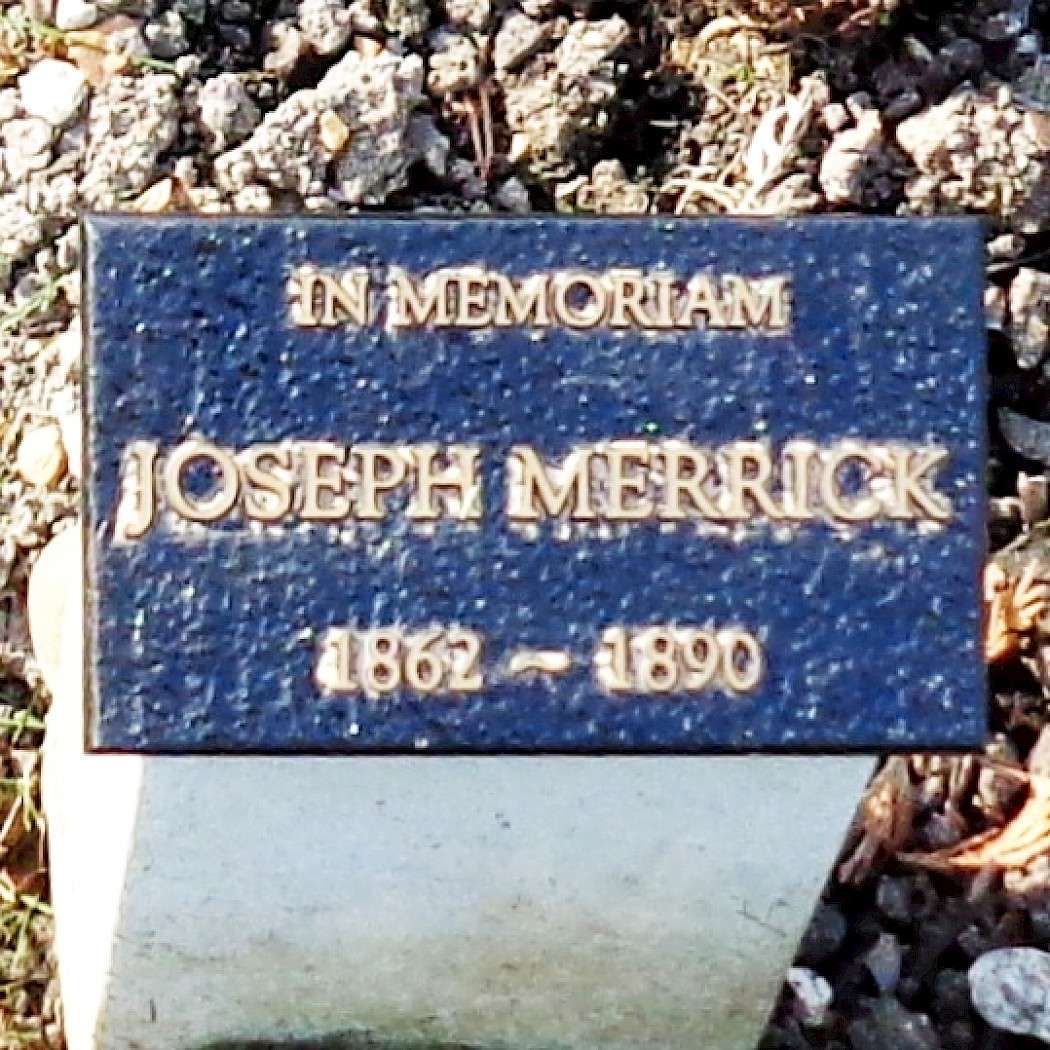 IN MEMORIAM
JOSEPH MERRICK
1862 – 1890